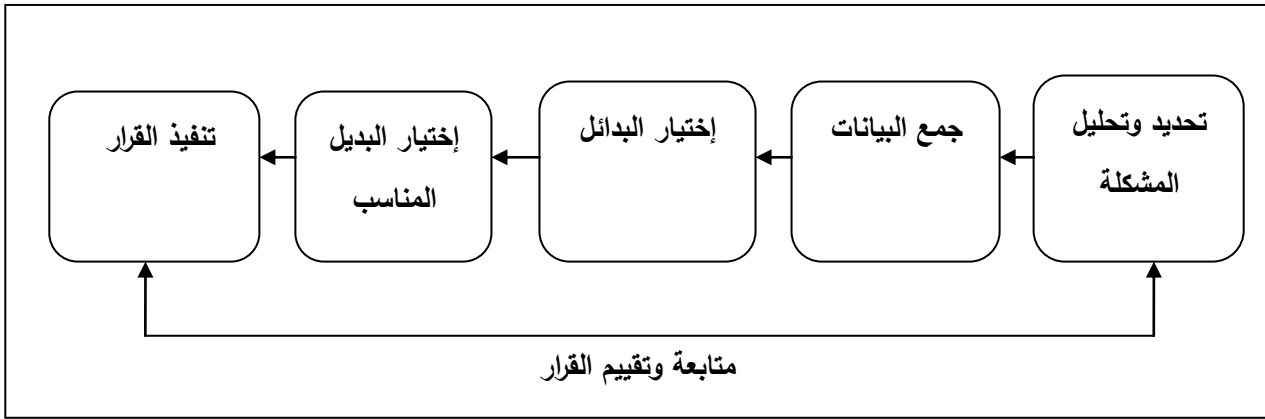 تحديد وتحليل
المشكلة
جمع البيانات
إختيار البدائل
إختيار البديل
المناسب
تنفيذ القرار
متابعة وتقييم القرار